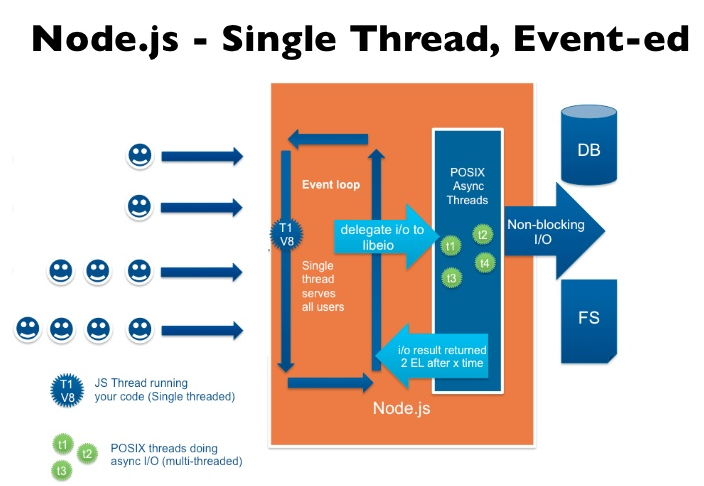 Node.js - Single Thread, Event-ed
DB
POSIX
Async
Threads
Event loop
T1
V8
delegate i/o to
libeio
t1
t2
t3
t4
Non-blocking
I/O
Single
thread
serves
all users
FS
i/o result returned
2 EL after x time
Node.js
T1
V8
JS Thread running
your code (Single threaded)
t1
t2
t3
POSIX threads doing
async I/O (multi-threaded)